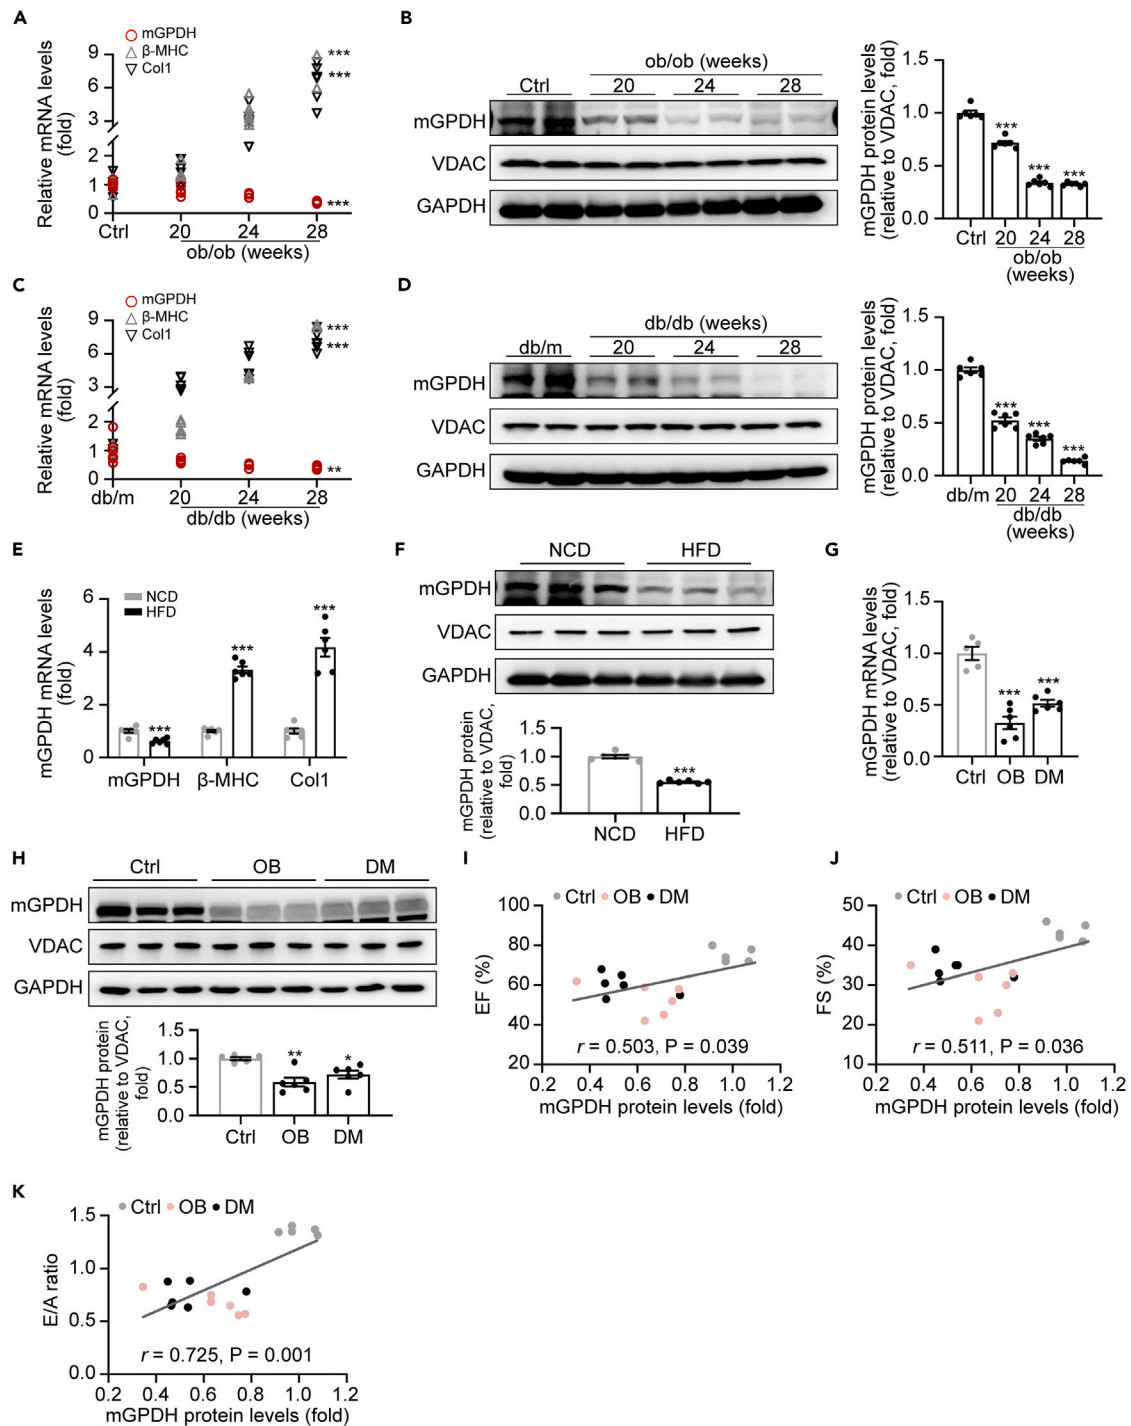 A
mGPDH
β-MHC
Col1
Relative mRNA levels
(fold)
9
6
3
2
1
0
***
***
***
Ctrl
20
24
28
ob/ob (weeks)
B
ob/ob (weeks)
Ctrl
20
24
28
mGPDH
VDAC
GAPDH
mGPDH protein levels
(relative to VDAC, fold)
1.5
1.0
0.5
0.0
***
***
***
Ctrl
20
24
28
ob/ob
(weeks)
C
mGPDH
β-MHC
Col1
Relative mRNA levels
(fold)
9
6
3
2
1
0
***
***
**
db/m
20
24
28
db/db (weeks)
D
db/db (weeks)
db/m
20
24
28
mGPDH
VDAC
GAPDH
mGPDH protein levels
(relative to VDAC, fold)
1.5
1.0
0.5
0.0
***
***
***
db/m
20
24
28
db/db
(weeks)
E
NCD
HFD
mGPDH mRNA levels
(fold)
6
4
2
0
***
***
***
mGPDH
β-MHC
Col1
F
NCD
HFD
mGPDH
VDAC
GAPDH
mGPDH protein
(relative to VDAC,
fold)
1.5
1.0
0.5
0.0
***
NCD
HFD
G
mGPDH mRNA levels
(relative to VDAC, fold)
1.5
1.0
0.5
0.0
***
***
Ctrl
OB
DM
H
Ctrl
OB
DM
mGPDH
VDAC
GAPDH
mGPDH protein
(relative to VDAC,
fold)
1.5
1.0
0.5
0.0
**
*
Ctrl
OB
DM
I
Ctrl
OB
DM
EF (%)
100
80
60
40
20
r = 0.503, P = 0.039
0.2 0.4 0.6 0.8 1.0 1.2
mGPDH protein levels (fold)
J
Ctrl
OB
DM
FS (%)
50
40
30
20
10
r = 0.511, P = 0.036
0.2 0.4 0.6 0.8 1.0 1.2
mGPDH protein levels (fold)
K
Ctrl
OB
DM
E/A ratio
1.5
1.0
0.5
0.0
r = 0.725, P = 0.001
0.2 0.4 0.6 0.8 1.0 1.2
mGPDH protein levels (fold)